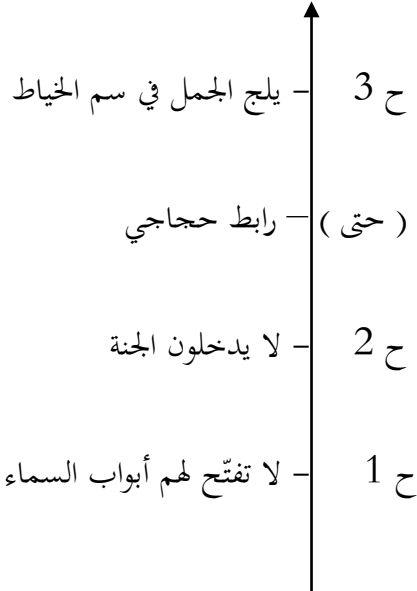 ح 3 - يلج الجمل في سم الخياط
( حتى ) – رابط حجاجي
ح 2 - لا يدخلون الجنة
ح 1 - لا تفتّح لهم أبواب السماء